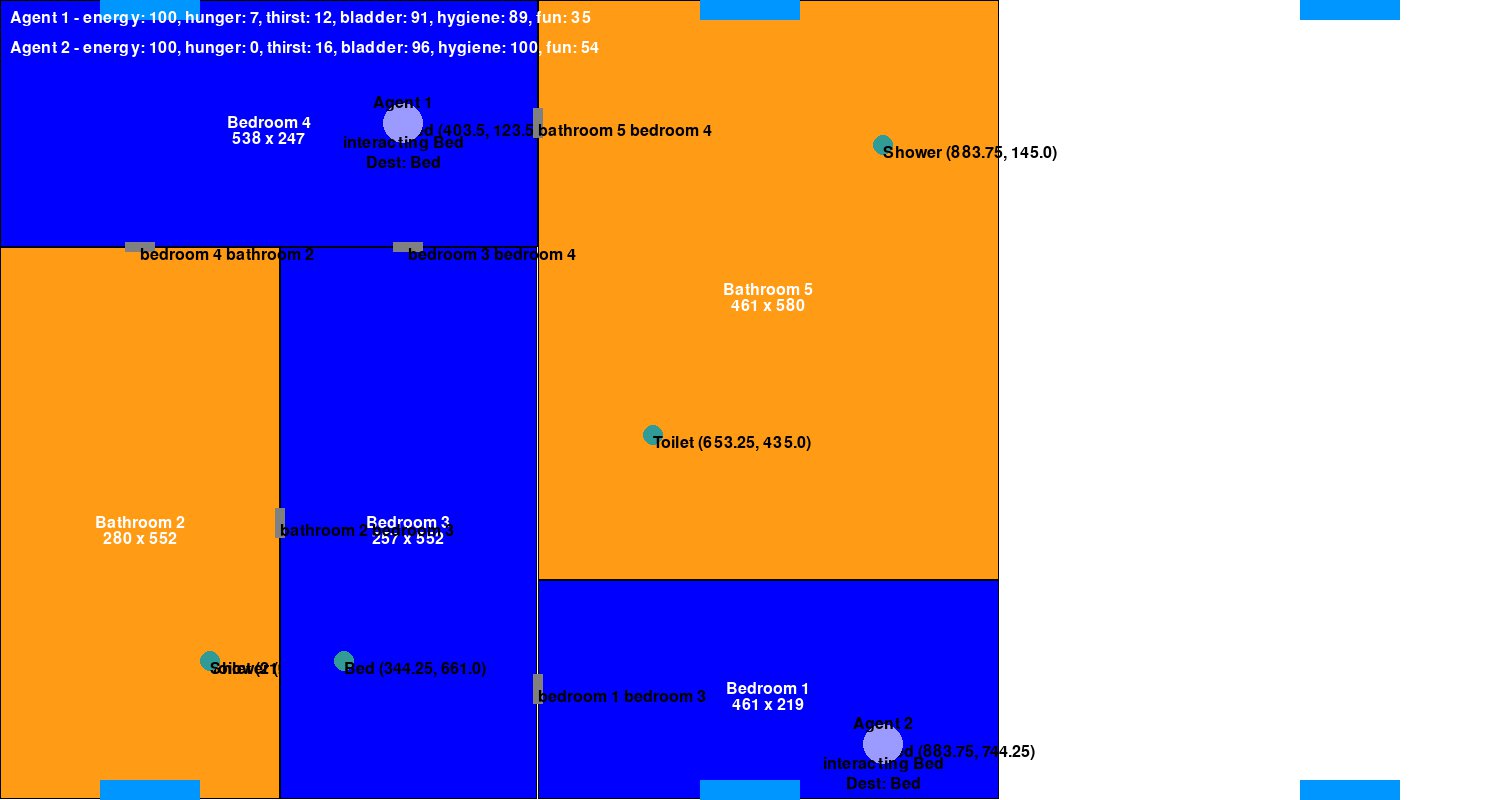 Agent 1 - energy: 100, hunger: 7, thirst: 12, bladder: 91, hygiene: 89, fun: 35
Agent 2 - energy: 100, hunger: 0, thirst: 16, bladder: 96, hygiene: 100, fun: 54
Agent 1
Bedroom 4
538 x 247
(403.5, 123.5
bathroom 5 bedroom 4
interacting Bed
Dest: Bed
Shower (883.75, 145.0)
bedroom 4 bathroom 2
bedroom 3 bedroom 4
Bathroom 5
461 x 580
Toilet (653.25, 435.0)
Bathroom 2
280 x 552
Bedroom 3
257 x 552
bathroom 2 bedroom 3
Bed (344.25, 661.0)
bedroom 1 bedroom 3
Bedroom 1
461 x 219
Agent 2
(883.75, 744.25)
interacting Bed
Dest: Bed